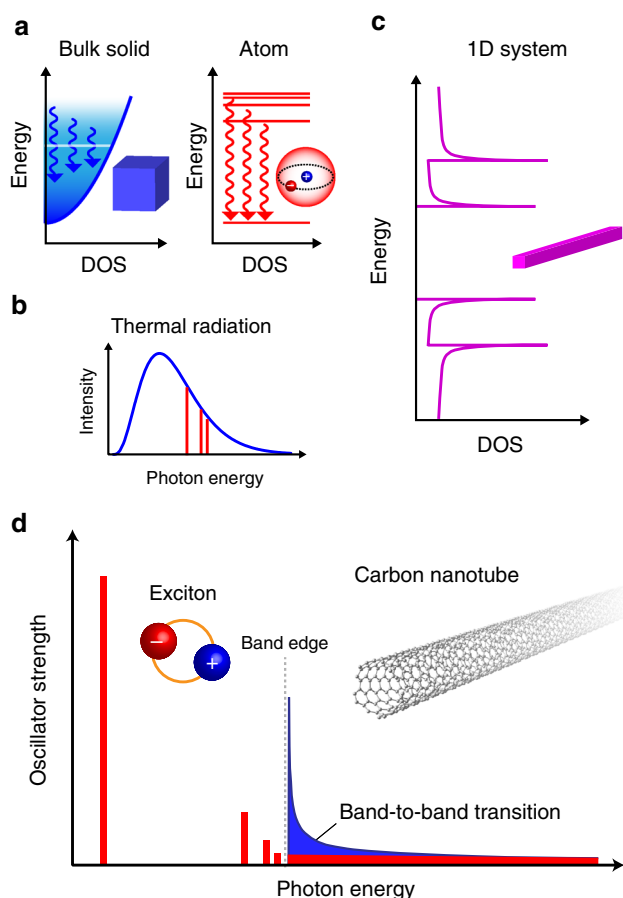 a
Bulk solid
Energy
DOS
Atom
Energy
−
+
DOS
b
Thermal radiation
Intensity
Photon energy
c
1D system
Energy
DOS
d
Oscillator strength
Exciton
−
+
Band edge
Carbon nanotube
Band-to-band transition
Photon energy